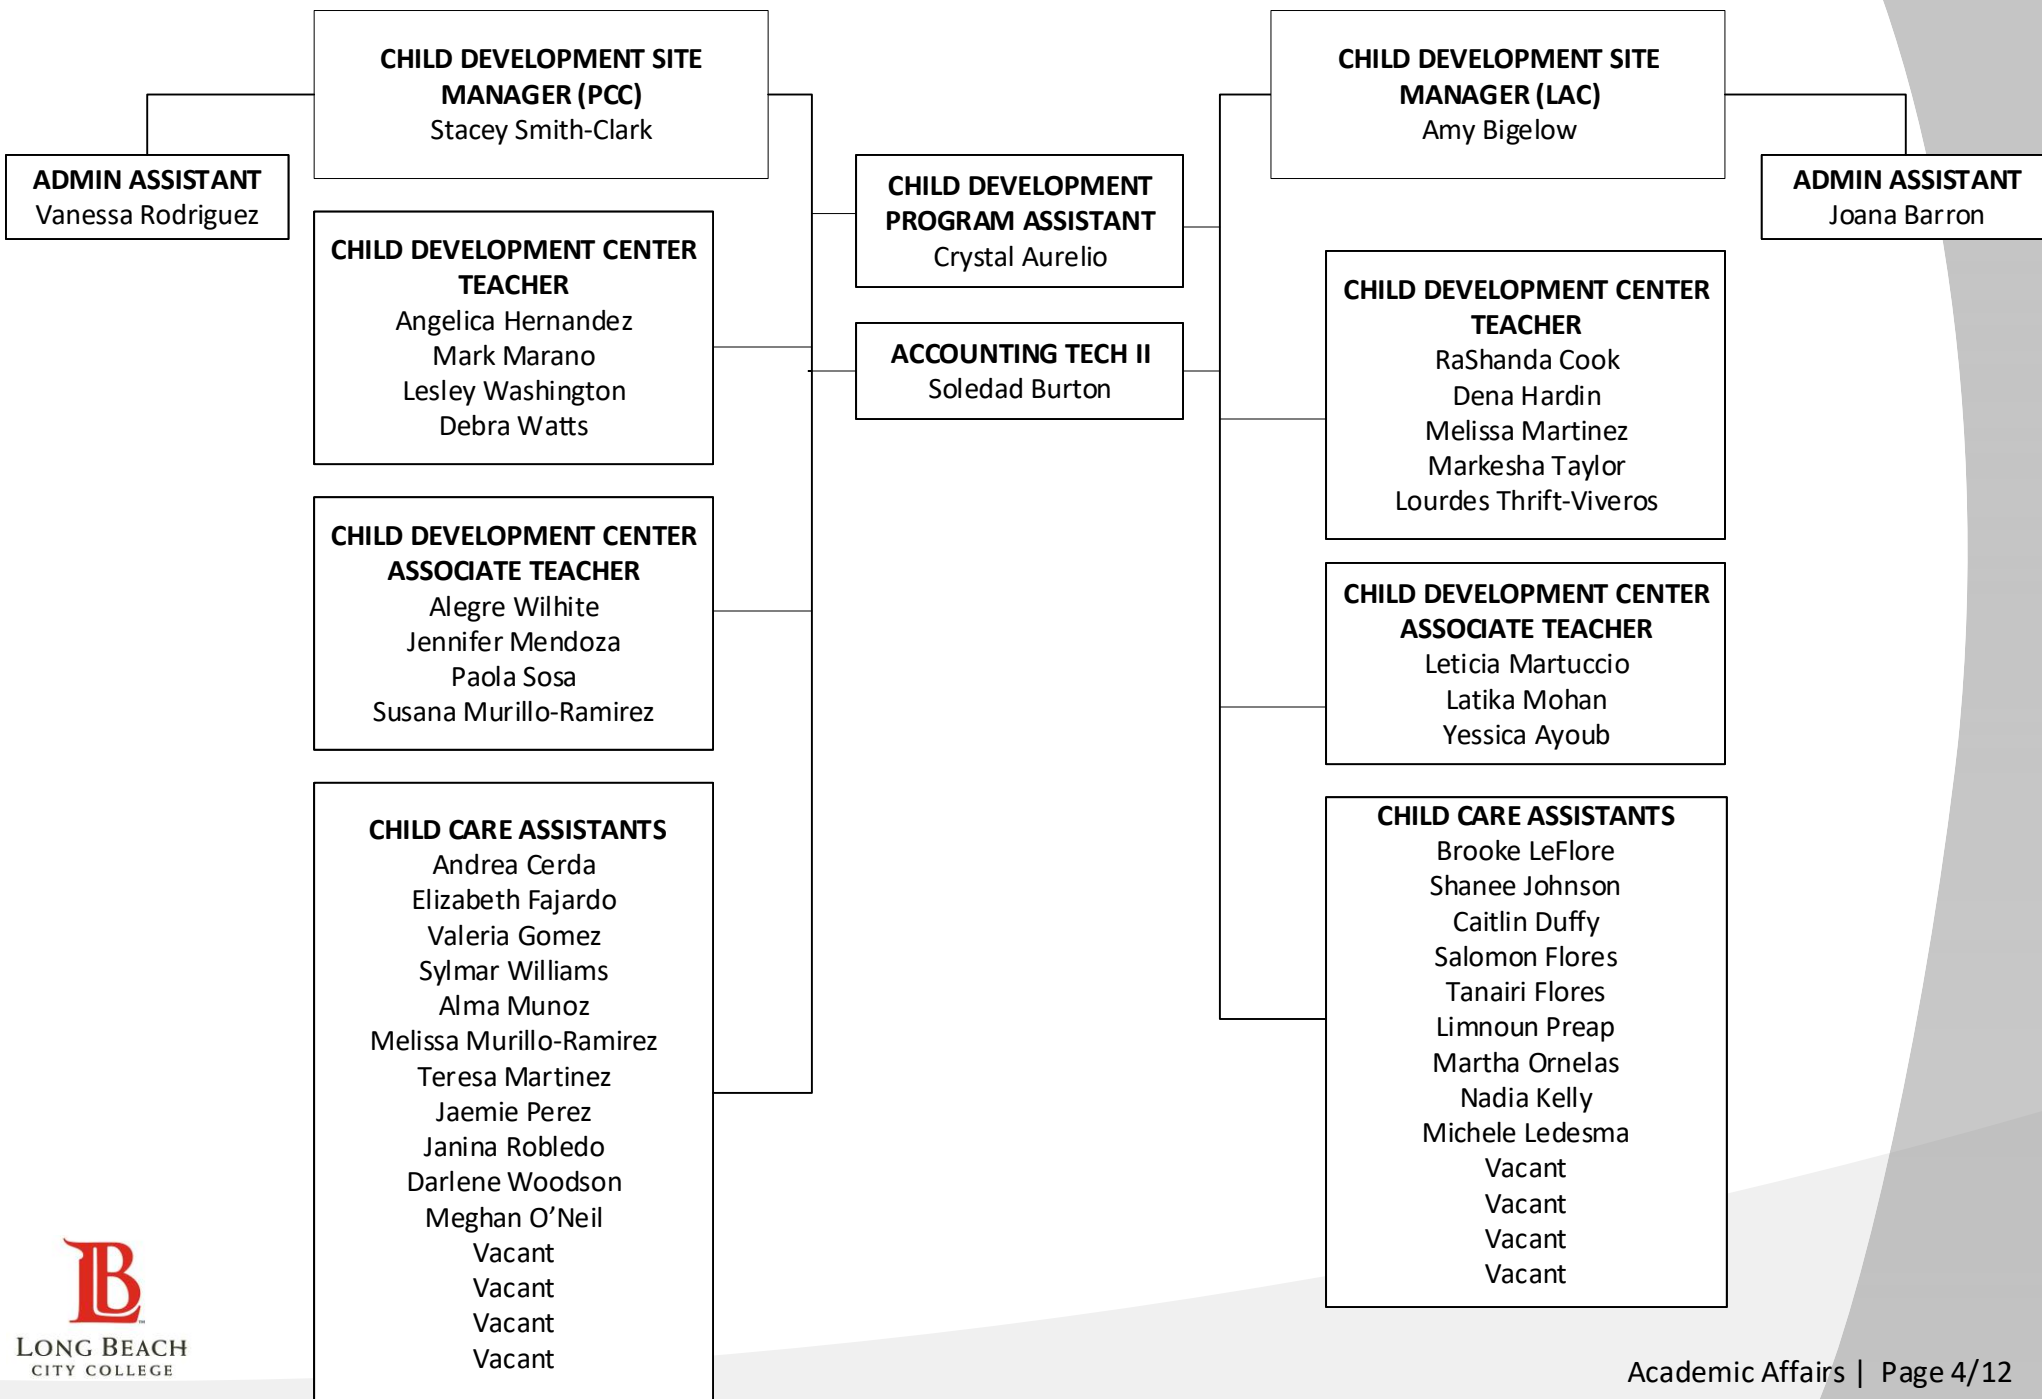 CHILD DEVELOPMENT SITE
MANAGER (PCC)
Stacey Smith-Clark
ADMIN ASSISTANT
Vanessa Rodriguez
CHILD DEVELOPMENT CENTER
TEACHER
Angelica Hernandez
Mark Marano
Lesley Washington
Debra Watts
CHILD DEVELOPMENT CENTER
ASSOCIATE TEACHER
Alegre Wilhite
Jennifer Mendoza
Paola Sosa
Susana Murillo-Ramirez
CHILD CARE ASSISTANTS
Andrea Cerda
Elizabeth Fajardo
Valeria Gomez
Sylmar Williams
Alma Munoz
Melissa Murillo-Ramirez
Teresa Martinez
Jaemie Perez
Janina Robledo
Darlene Woodson
Meghan O’Neil
Vacant
Vacant
Vacant
Vacant
CHILD DEVELOPMENT
PROGRAM ASSISTANT
Crystal Aurelio
ACCOUNTING TECH II
Soledad Burton
CHILD DEVELOPMENT SITE
MANAGER (LAC)
Amy Bigelow
ADMIN ASSISTANT
Joana Barron
CHILD DEVELOPMENT CENTER
TEACHER
RaShanda Cook
Dena Hardin
Melissa Martinez
Markesha Taylor
Lourdes Thrift-Viveros
CHILD DEVELOPMENT CENTER
ASSOCIATE TEACHER
Leticia Martuccio
Latika Mohan
Yessica Ayoub
CHILD CARE ASSISTANTS
Brooke LeFlore
Shanee Johnson
Caitlin Duffy
Salomon Flores
Tanairi Flores
Limnoun Preap
Martha Ornelas
Nadia Kelly
Michele Ledesma
Vacant
Vacant
Vacant
Vacant
LB
LONG BEACH
CITY COLLEGE
Academic Affairs | Page 4/12